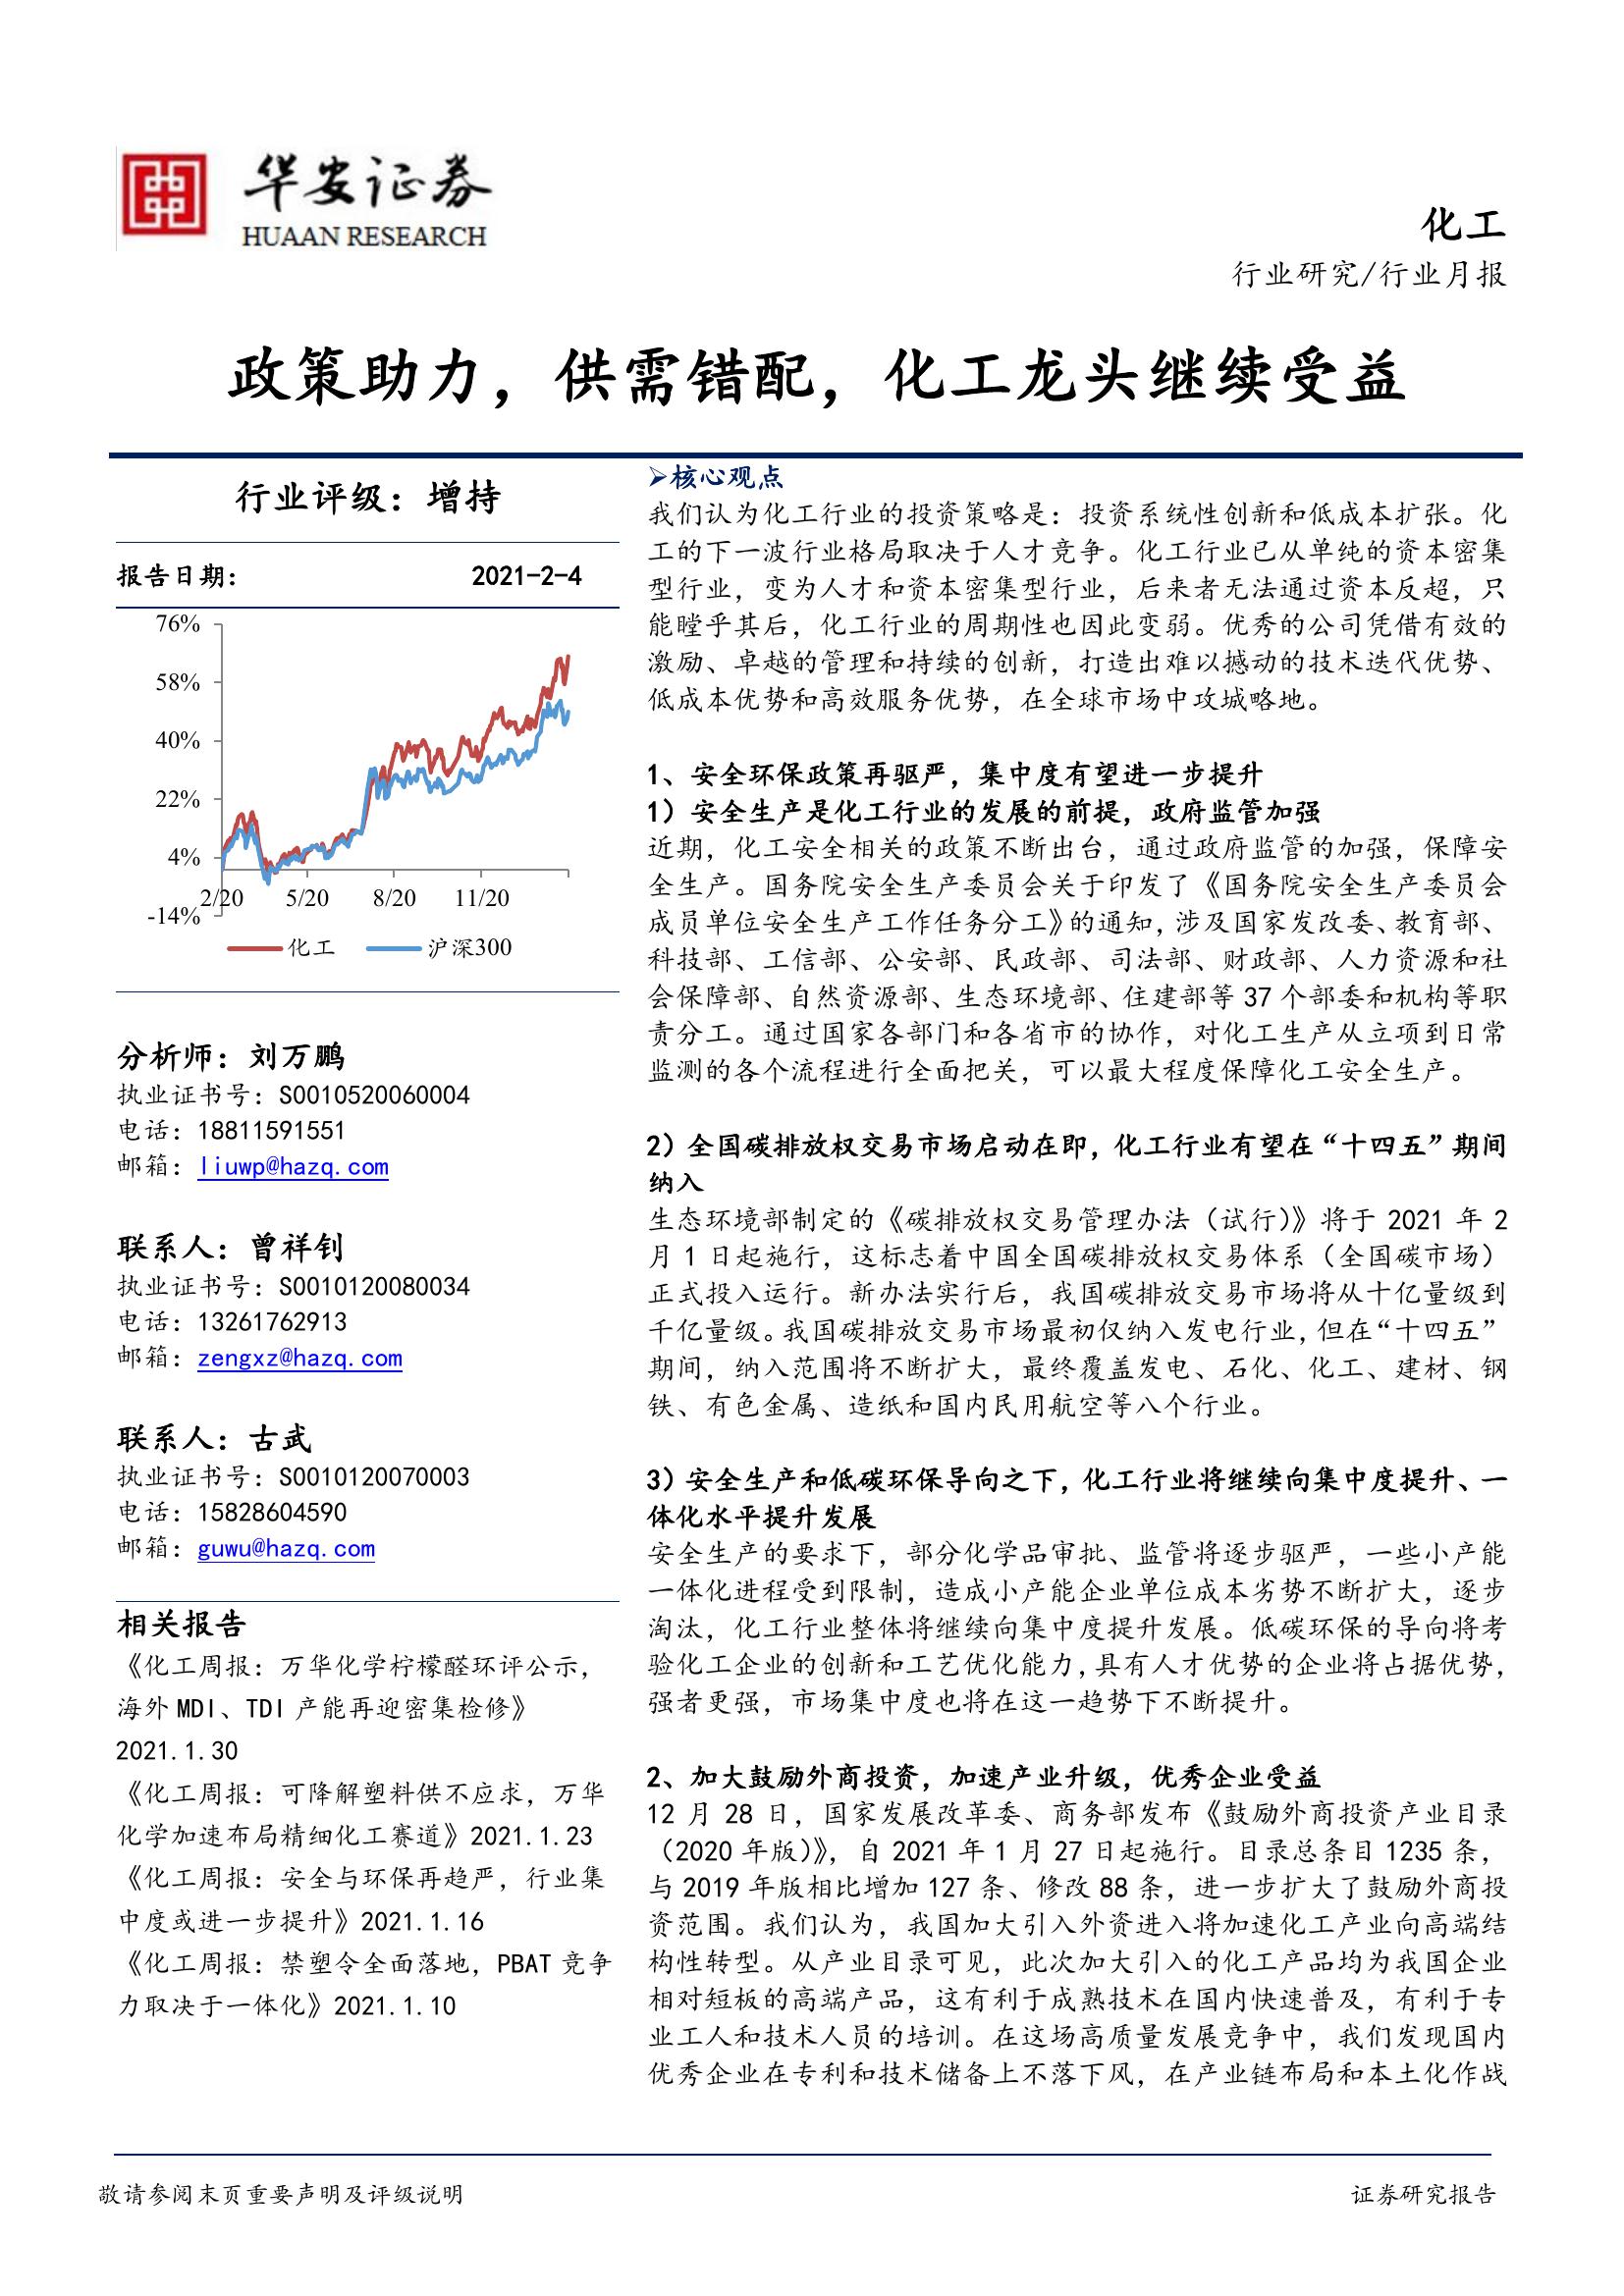 华安证券
HUAAN RESEARCH
化工
行业研究/行业月报
政策助力，供需错配，化工龙头继续受益
行业评级：增持
报告日期： 2021-2-4
76%
58%
40%
22%
4%
-14%
2/20 5/20 8/20 11/20
化工 沪深300
分析师：刘万鹏
执业证书号：S0010520060004
电话：18811591551
邮箱：liuwp@hazq.com
联系人：曾祥钊
执业证书号：S0010120080034
电话：13261762913
邮箱：zengxz@hazq.com
联系人：古武
执业证书号：S0010120070003
电话：15828604590
邮箱：guwu@hazq.com
相关报告
《化工周报：万华化学柠檬醛环评公示，
海外 MDI、TDI 产能再迎密集检修》
2021.1.30
《化工周报：可降解塑料供不应求，万华
化学加速布局精细化工赛道》2021.1.23
《化工周报：安全与环保再趋严，行业集
中度或进一步提升》2021.1.16
《化工周报：禁塑令全面落地，PBAT 竞争
力取决于一体化》2021.1.10
➢核心观点
我们认为化工行业的投资策略是：投资系统性创新和低成本扩张。化
工的下一波行业格局取决于人才竞争。化工行业已从单纯的资本密集
型行业，变为人才和资本密集型行业，后来者无法通过资本反超，只
能瞠乎其后，化工行业的周期性也因此变弱。优秀的公司凭借有效的
激励、卓越的管理和持续的创新，打造出难以撼动的技术迭代优势、
低成本优势和高效服务优势，在全球市场中攻城略地。
1、安全环保政策再驱严，集中度有望进一步提升
1）安全生产是化工行业的发展的前提，政府监管加强
近期，化工安全相关的政策不断出台，通过政府监管的加强，保障安
全生产。国务院安全生产委员会关于印发了《国务院安全生产委员会
成员单位安全生产工作任务分工》的通知，涉及国家发改委、教育部、
科技部、工信部、公安部、民政部、司法部、财政部、人力资源和社
会保障部、自然资源部、生态环境部、住建部等 37 个部委和机构等职
责分工。通过国家各部门和各省市的协作，对化工生产从立项到日常
监测的各个流程进行全面把关，可以最大程度保障化工安全生产。
2）全国碳排放权交易市场启动在即，化工行业有望在“十四五”期间
纳入
生态环境部制定的《碳排放权交易管理办法（试行）》将于 2021 年 2
月 1 日起施行，这标志着中国全国碳排放权交易体系（全国碳市场）
正式投入运行。新办法实行后，我国碳排放交易市场将从十亿量级到
千亿量级。我国碳排放交易市场最初仅纳入发电行业，但在“十四五”
期间，纳入范围将不断扩大，最终覆盖发电、石化、化工、建材、钢
铁、有色金属、造纸和国内民用航空等八个行业。
3）安全生产和低碳环保导向之下，化工行业将继续向集中度提升、一
体化水平提升发展
安全生产的要求下，部分化学品审批、监管将逐步驱严，一些小产能
一体化进程受到限制，造成小产能企业单位成本劣势不断扩大，逐步
淘汰，化工行业整体将继续向集中度提升发展。低碳环保的导向将考
验化工企业的创新和工艺优化能力，具有人才优势的企业将占据优势，
强者更强，市场集中度也将在这一趋势下不断提升。
2、加大鼓励外商投资，加速产业升级，优秀企业受益
12 月 28 日，国家发展改革委、商务部发布《鼓励外商投资产业目录
（2020 年版）》，自 2021 年 1 月 27 日起施行。目录总条目 1235 条，
与 2019 年版相比增加 127 条、修改 88 条，进一步扩大了鼓励外商投
资范围。我们认为，我国加大引入外资进入将加速化工产业向高端结
构性转型。从产业目录可见，此次加大引入的化工产品均为我国企业
相对短板的高端产品，这有利于成熟技术在国内快速普及，有利于专
业工人和技术人员的培训。在这场高质量发展竞争中，我们发现国内
优秀企业在专利和技术储备上不落下风，在产业链布局和本土化作战
敬请参阅末页重要声明及评级说明 证券研究报告